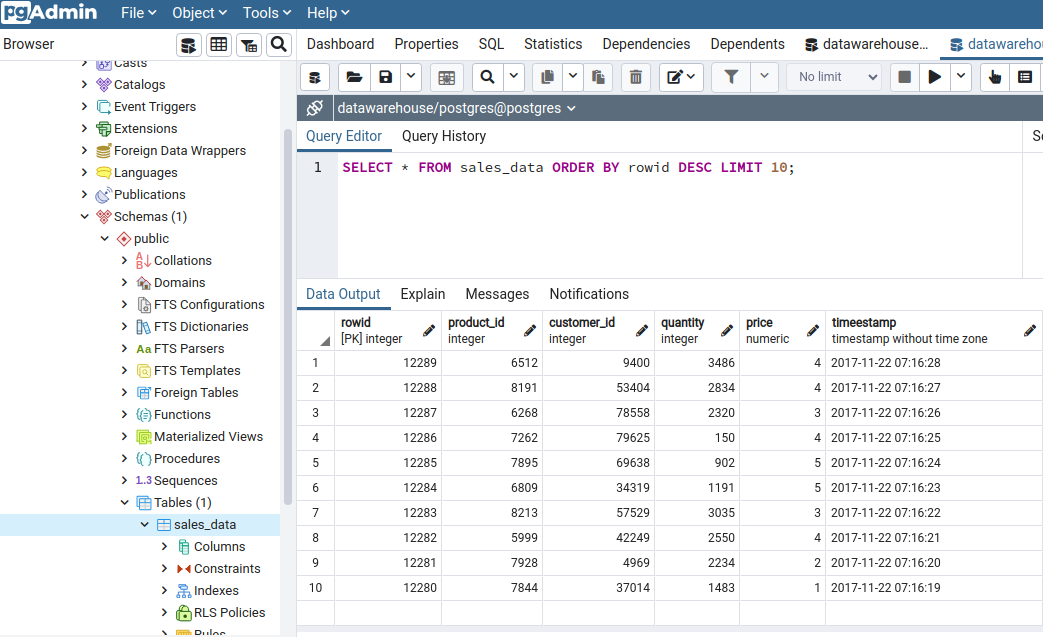 pgAdmin File Object Tools Help
Browser
Dashboard Properties SQL Statistics Dependencies Dependents datawarehouse... datawareho
No limit
datawarehouse/postgres@postgres
Query Editor Query History
1 SELECT * FROM sales_data ORDER BY rowid DESC LIMIT 10;
Casts
Catalogs
Event Triggers
Extensions
Foreign Data Wrappers
Languages
Publications
Schemas (1)
public
Collations
Domains
FTS Configurations
FTS Dictionaries
Aa FTS Parsers
FTS Templates
Foreign Tables
Functions
Materialized Views
Procedures
1..3 Sequences
Tables (1)
sales_data
Columns
Constraints
Indexes
RLS Policies
Rules
Data Output Explain Messages Notifications
rowid product_id customer_id quantity price timeestamp
[PK] integer integer integer integer numeric timestamp without time zone
1 12289 6512 9400 3486 4 2017-11-22 07:16:28
2 12288 8191 53404 2834 4 2017-11-22 07:16:27
3 12287 6268 78558 2320 3 2017-11-22 07:16:26
4 12286 7262 79625 150 4 2017-11-22 07:16:25
5 12285 7895 69638 902 5 2017-11-22 07:16:24
6 12284 6809 34319 1191 5 2017-11-22 07:16:23
7 12283 8213 57529 3035 3 2017-11-22 07:16:22
8 12282 5999 42249 2550 4 2017-11-22 07:16:21
9 12281 7928 4969 2234 2 2017-11-22 07:16:20
10 12280 7844 37014 1483 1 2017-11-22 07:16:19